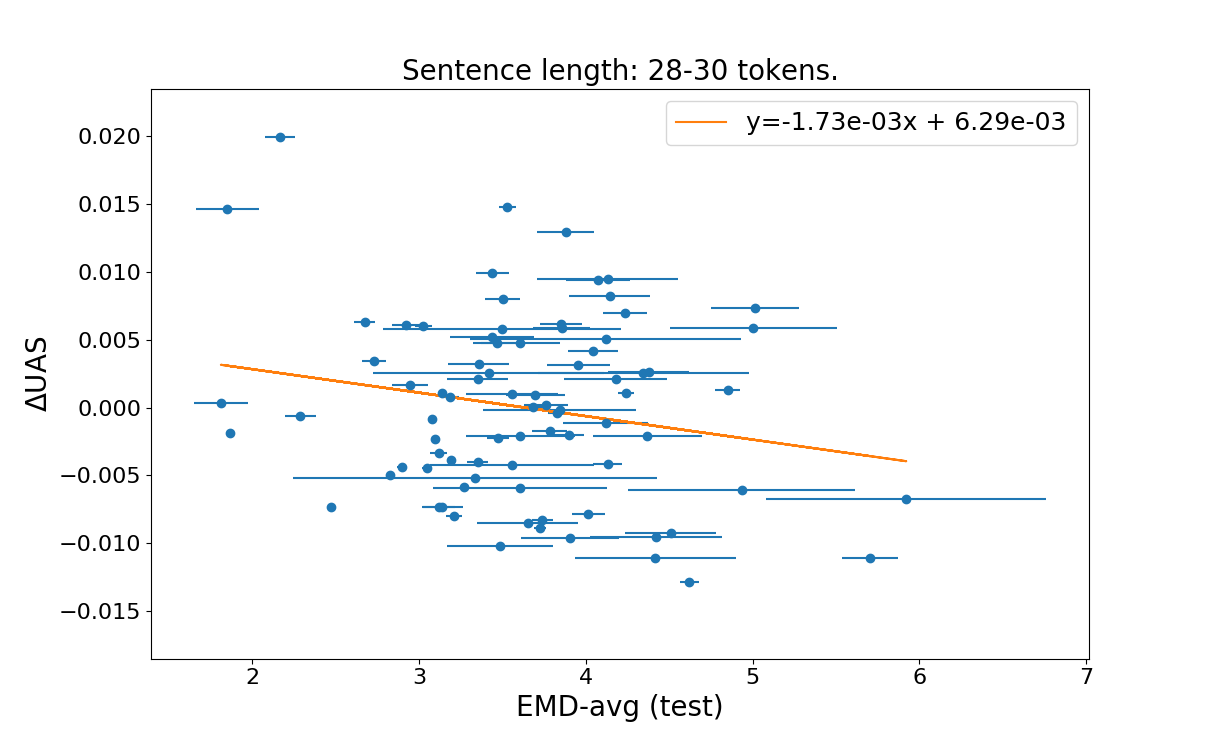 Sentence length: 28-30 tokens.
y=-1.73e-03x + 6.29e-03
0.020
0.015
0.010
0.005
0.000
−0.005
−0.010
−0.015
ΔUAS
2 3 4 5 6 7
EMD-avg (test)